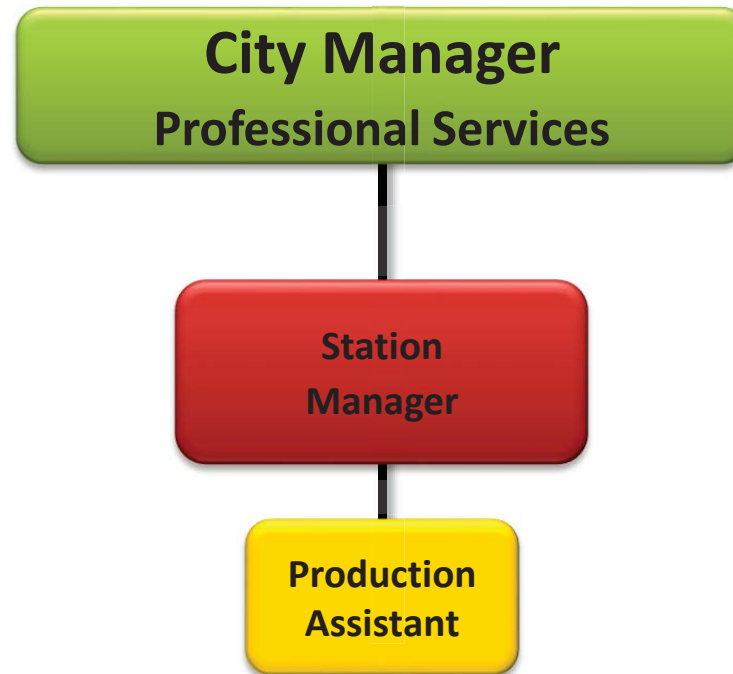 City Manager
Professional Services
Station
Manager
Production
Assistant